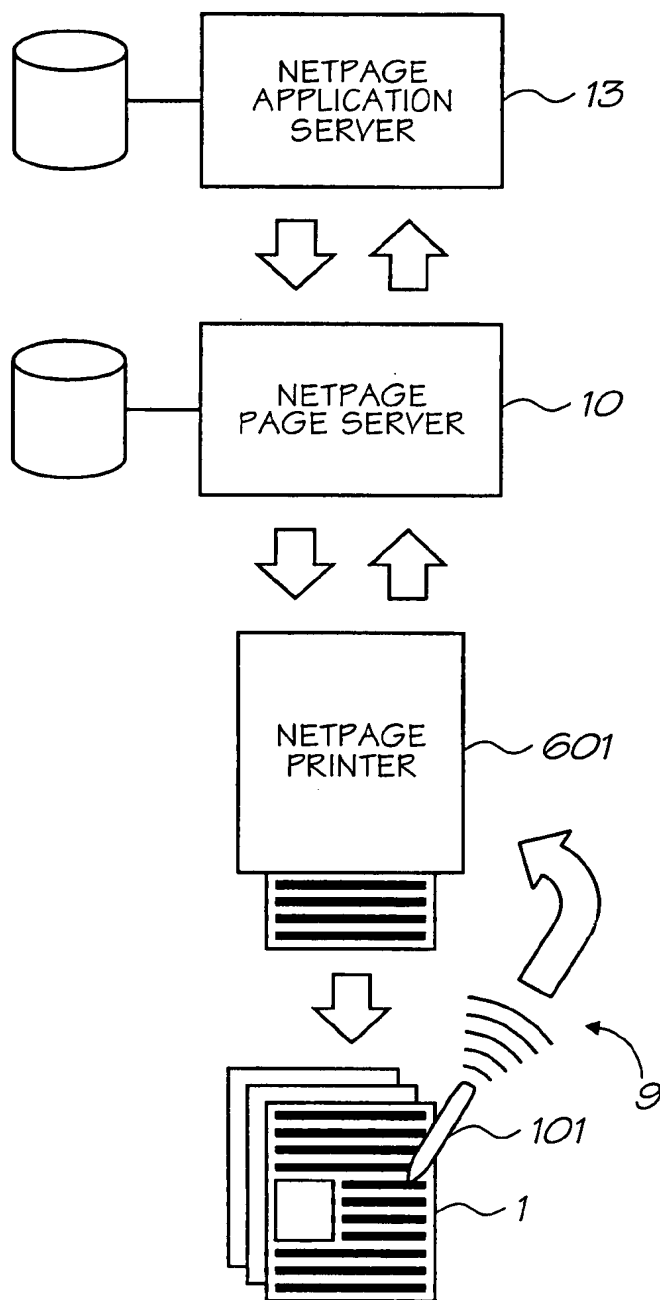 NETPAGE
APPLICATION
SERVER
13
NETPAGE
PAGE SERVER
10
NETPAGE
PRINTER
601
9
101
1